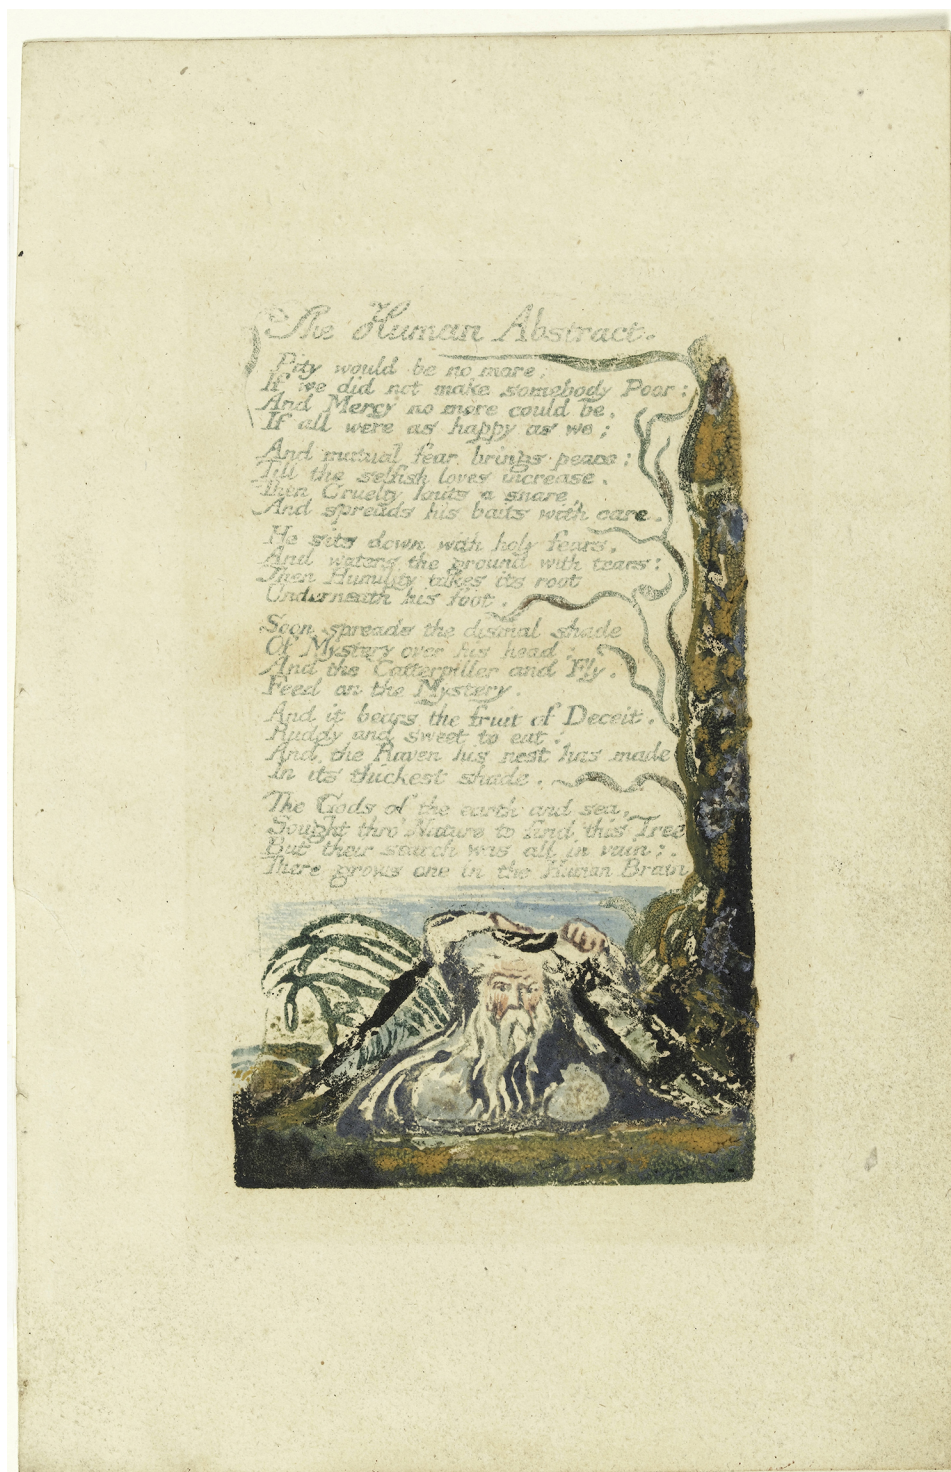 The Human Abstract.
Pity would be no more,
If we did not make somebody Poor:
And Mercy no more could be,
If all were as happy as we;
And mutual fear brings peace:
Till the selfish loves increase.
Then Cruelty knits a snare,
And spreads his baits with care.
He sits down with holy fears,
And waters the ground with tears:
Then Humility takes its root
Underneath his foot.
Soon spreads the dismal shade
Of Mystery over his head;
And the Catterpiller and Fly,
Feed on the Mystery.
And it bears the fruit of Deceit,
Ruddy and sweet to eat;
And the Raven his nest has made
In its thickest shade.
The Gods of the earth and sea,
Sought thro' Nature to find this Tree
But their search was all in vain:
There grows one in the Human Brain